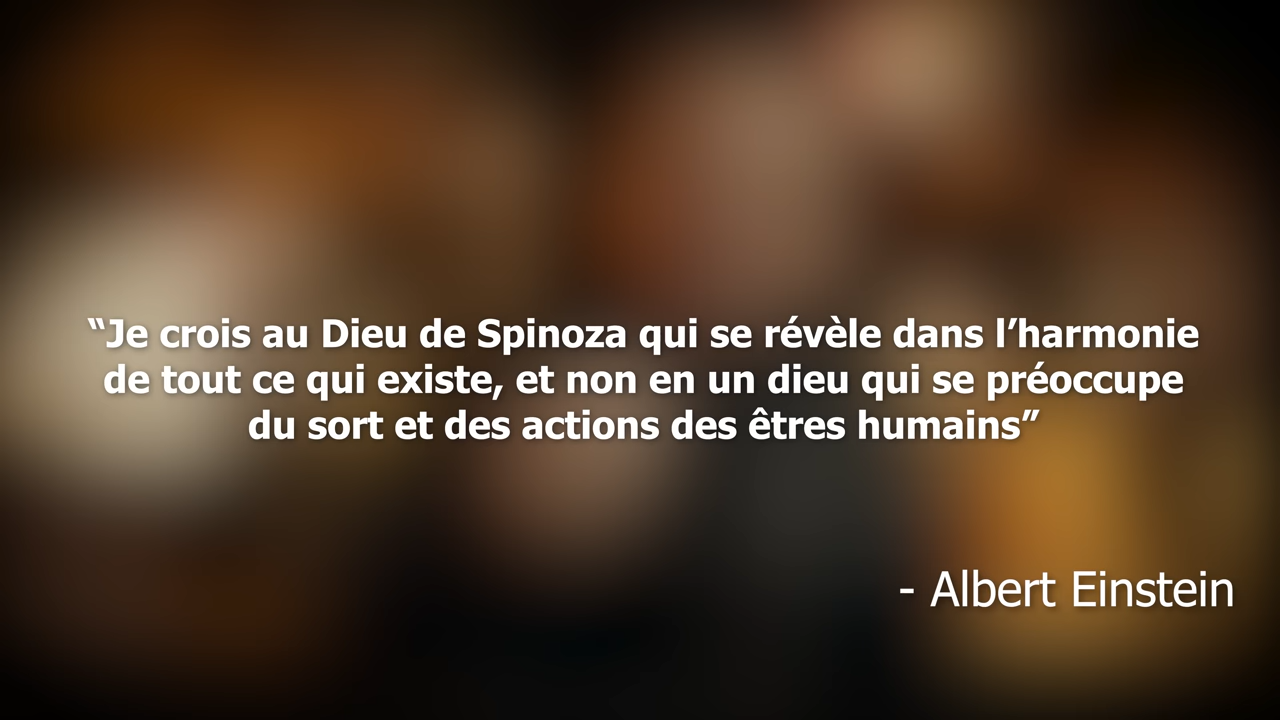 “Je crois au Dieu de Spinoza qui se révèle dans l’harmonie
de tout ce qui existe, et non en un dieu qui se préoccupe
du sort et des actions des êtres humains”
- Albert Einstein